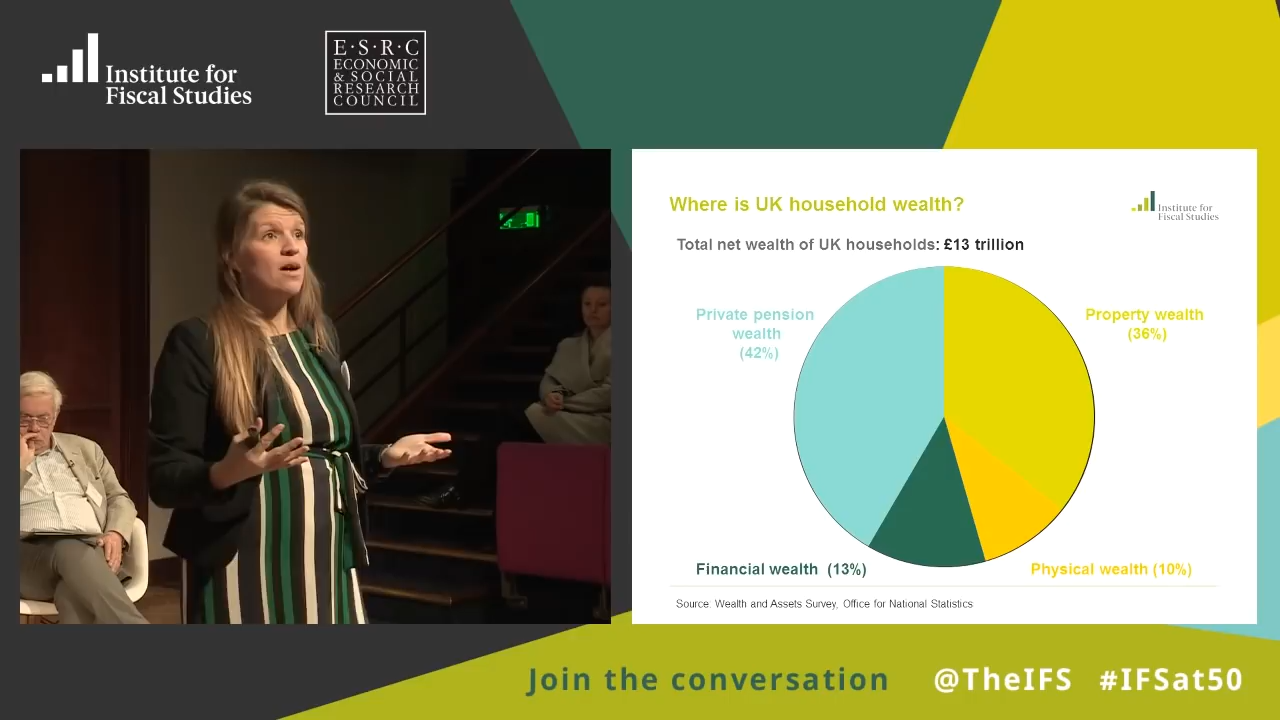 Institute for
Fiscal Studies
E·S·R·C
ECONOMIC
& SOCIAL
RESEARCH
COUNCIL
Where is UK household wealth?
Institute for
Fiscal Studies
Total net wealth of UK households: £13 trillion
Private pension
wealth
(42%)
Property wealth
(36%)
Financial wealth (13%)
Physical wealth (10%)
Source: Wealth and Assets Survey, Office for National Statistics
Join the conversation @TheIFS #IFSat50